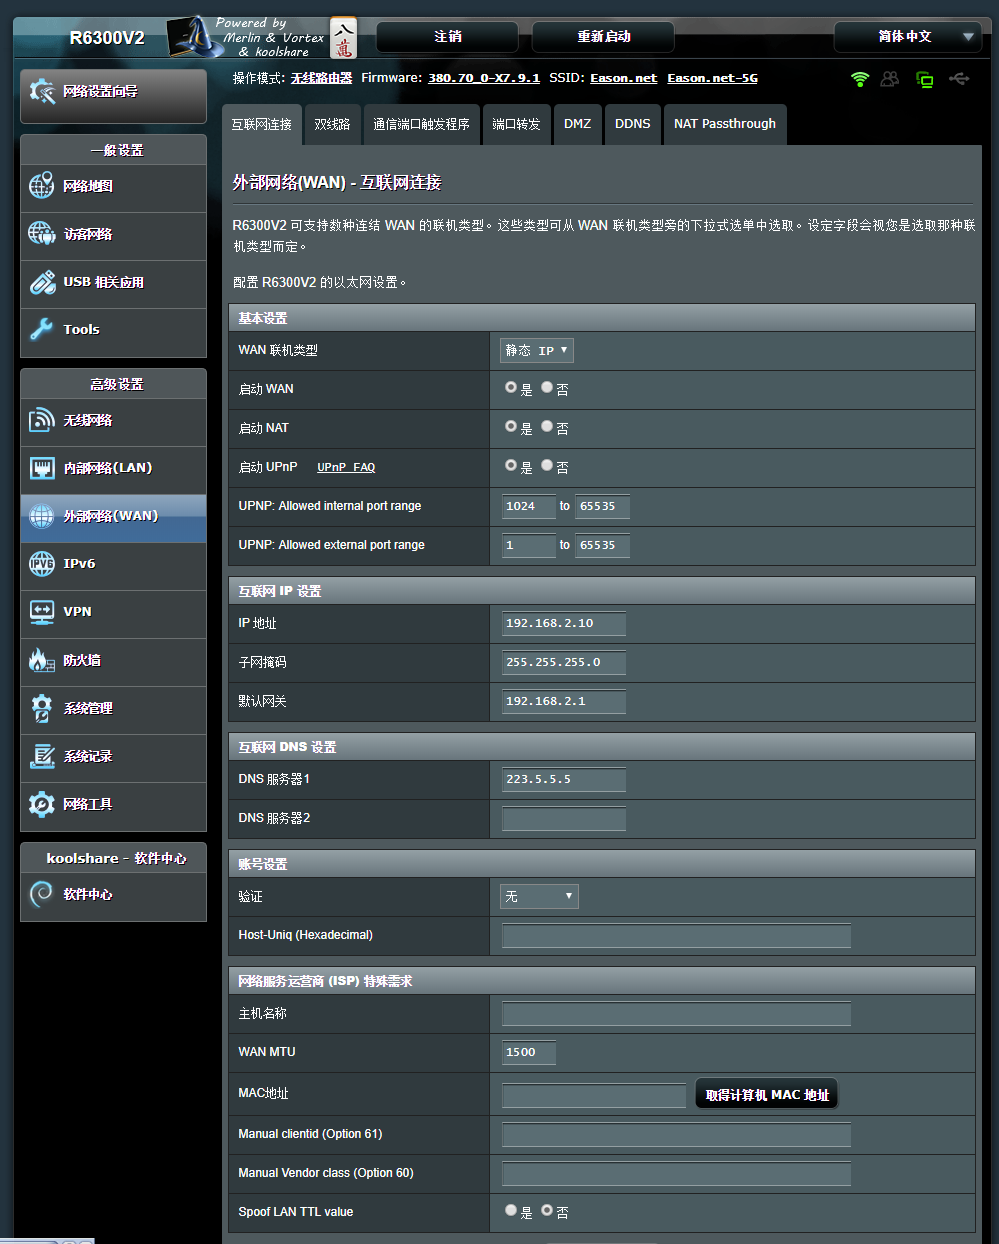 R6300V2
Powered by
Merlin & Vortex
& koolshare
八萬
注销
重新启动
简体中文
操作模式: 无线路由器 Firmware: 380.70_0-X7.9.1 SSID: Eason.net Eason.net-5G
网络设置向导
一般设置
网络地图
访客网络
USB 相关应用
Tools
高级设置
无线网络
内部网络(LAN)
外部网络(WAN)
IPv6
VPN
防火墙
系统管理
系统记录
网络工具
koolshare - 软件中心
软件中心
互联网连接
双线路
通信端口触发程序
端口转发
DMZ
DDNS
NAT Passthrough
外部网络(WAN) - 互联网连接
R6300V2 可支持数种连结 WAN 的联机类型。这些类型可从 WAN 联机类型旁的下拉式选单中选取。设定字段会视您是选取那种联
机类型而定。
配置 R6300V2 的以太网设置。
基本设置
WAN 联机类型 静态 IP
启动 WAN 是 否
启动 NAT 是 否
启动 UPnP UPnP FAQ 是 否
UPNP: Allowed internal port range 1024 to 65535
UPNP: Allowed external port range 1 to 65535
互联网 IP 设置
IP 地址 192.168.2.10
子网掩码 255.255.255.0
默认网关 192.168.2.1
互联网 DNS 设置
DNS 服务器1 223.5.5.5
DNS 服务器2
账号设置
验证 无
Host-Uniq (Hexadecimal)
网络服务运营商 (ISP) 特殊需求
主机名称
WAN MTU 1500
MAC地址 取得计算机 MAC 地址
Manual clientid (Option 61)
Manual Vendor class (Option 60)
Spoof LAN TTL value 是 否